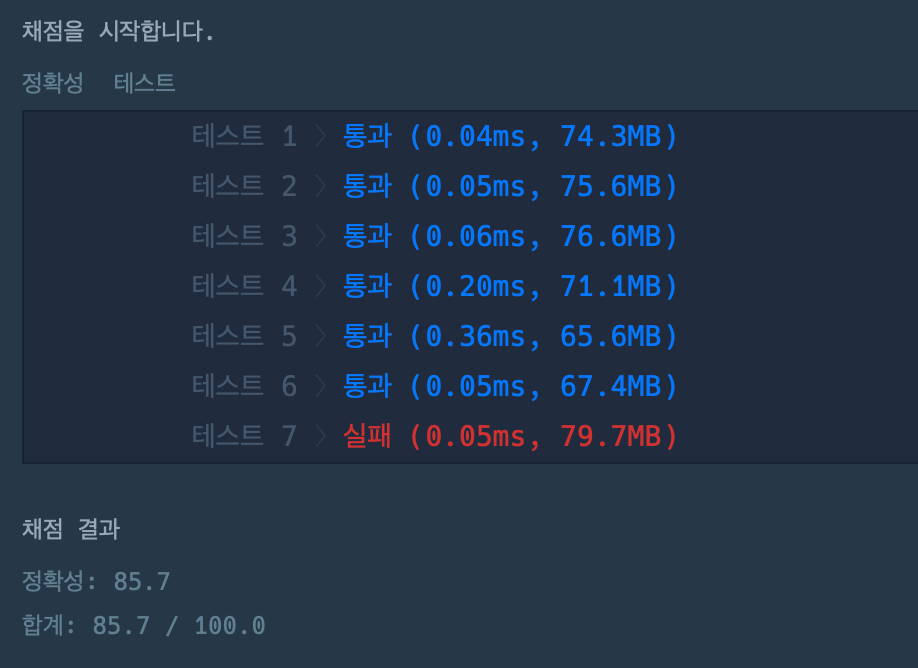 채점을 시작합니다.
정확성 테스트
테스트 1 〉 통과 (0.04ms, 74.3MB)
테스트 2 〉 통과 (0.05ms, 75.6MB)
테스트 3 〉 통과 (0.06ms, 76.6MB)
테스트 4 〉 통과 (0.20ms, 71.1MB)
테스트 5 〉 통과 (0.36ms, 65.6MB)
테스트 6 〉 통과 (0.05ms, 67.4MB)
테스트 7 〉 실패 (0.05ms, 79.7MB)
채점 결과
정확성: 85.7
합계: 85.7 / 100.0